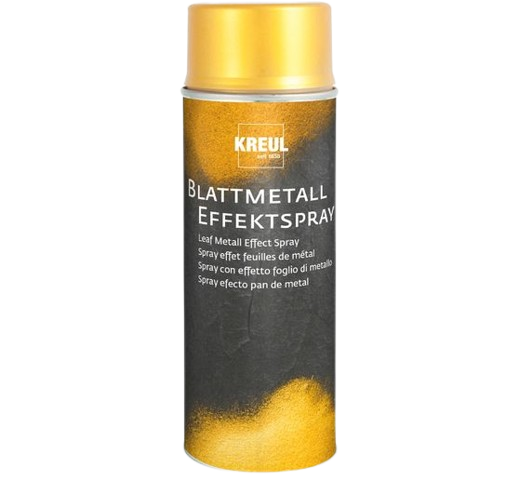 KREUL
seit 1838
BLATTMETALL
EFFEKTSPRAY
Leaf Metall Effect Spray
Spray effet feuilles de métal
Spray con effetto foglio di metallo
Spray efecto pan de metal